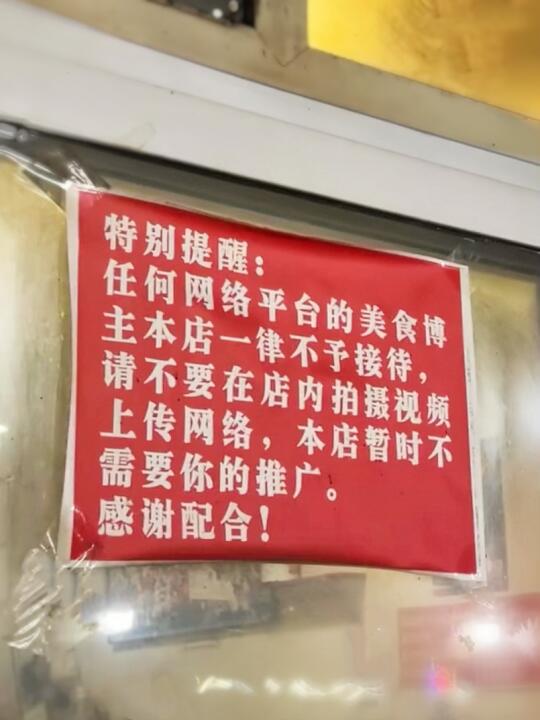 特别提醒：
任何网络平台的美食博
主本店一律不予接待，
请不要在店内拍摄视频
上传网络，本店暂时不
需要你的推广。
感谢配合！